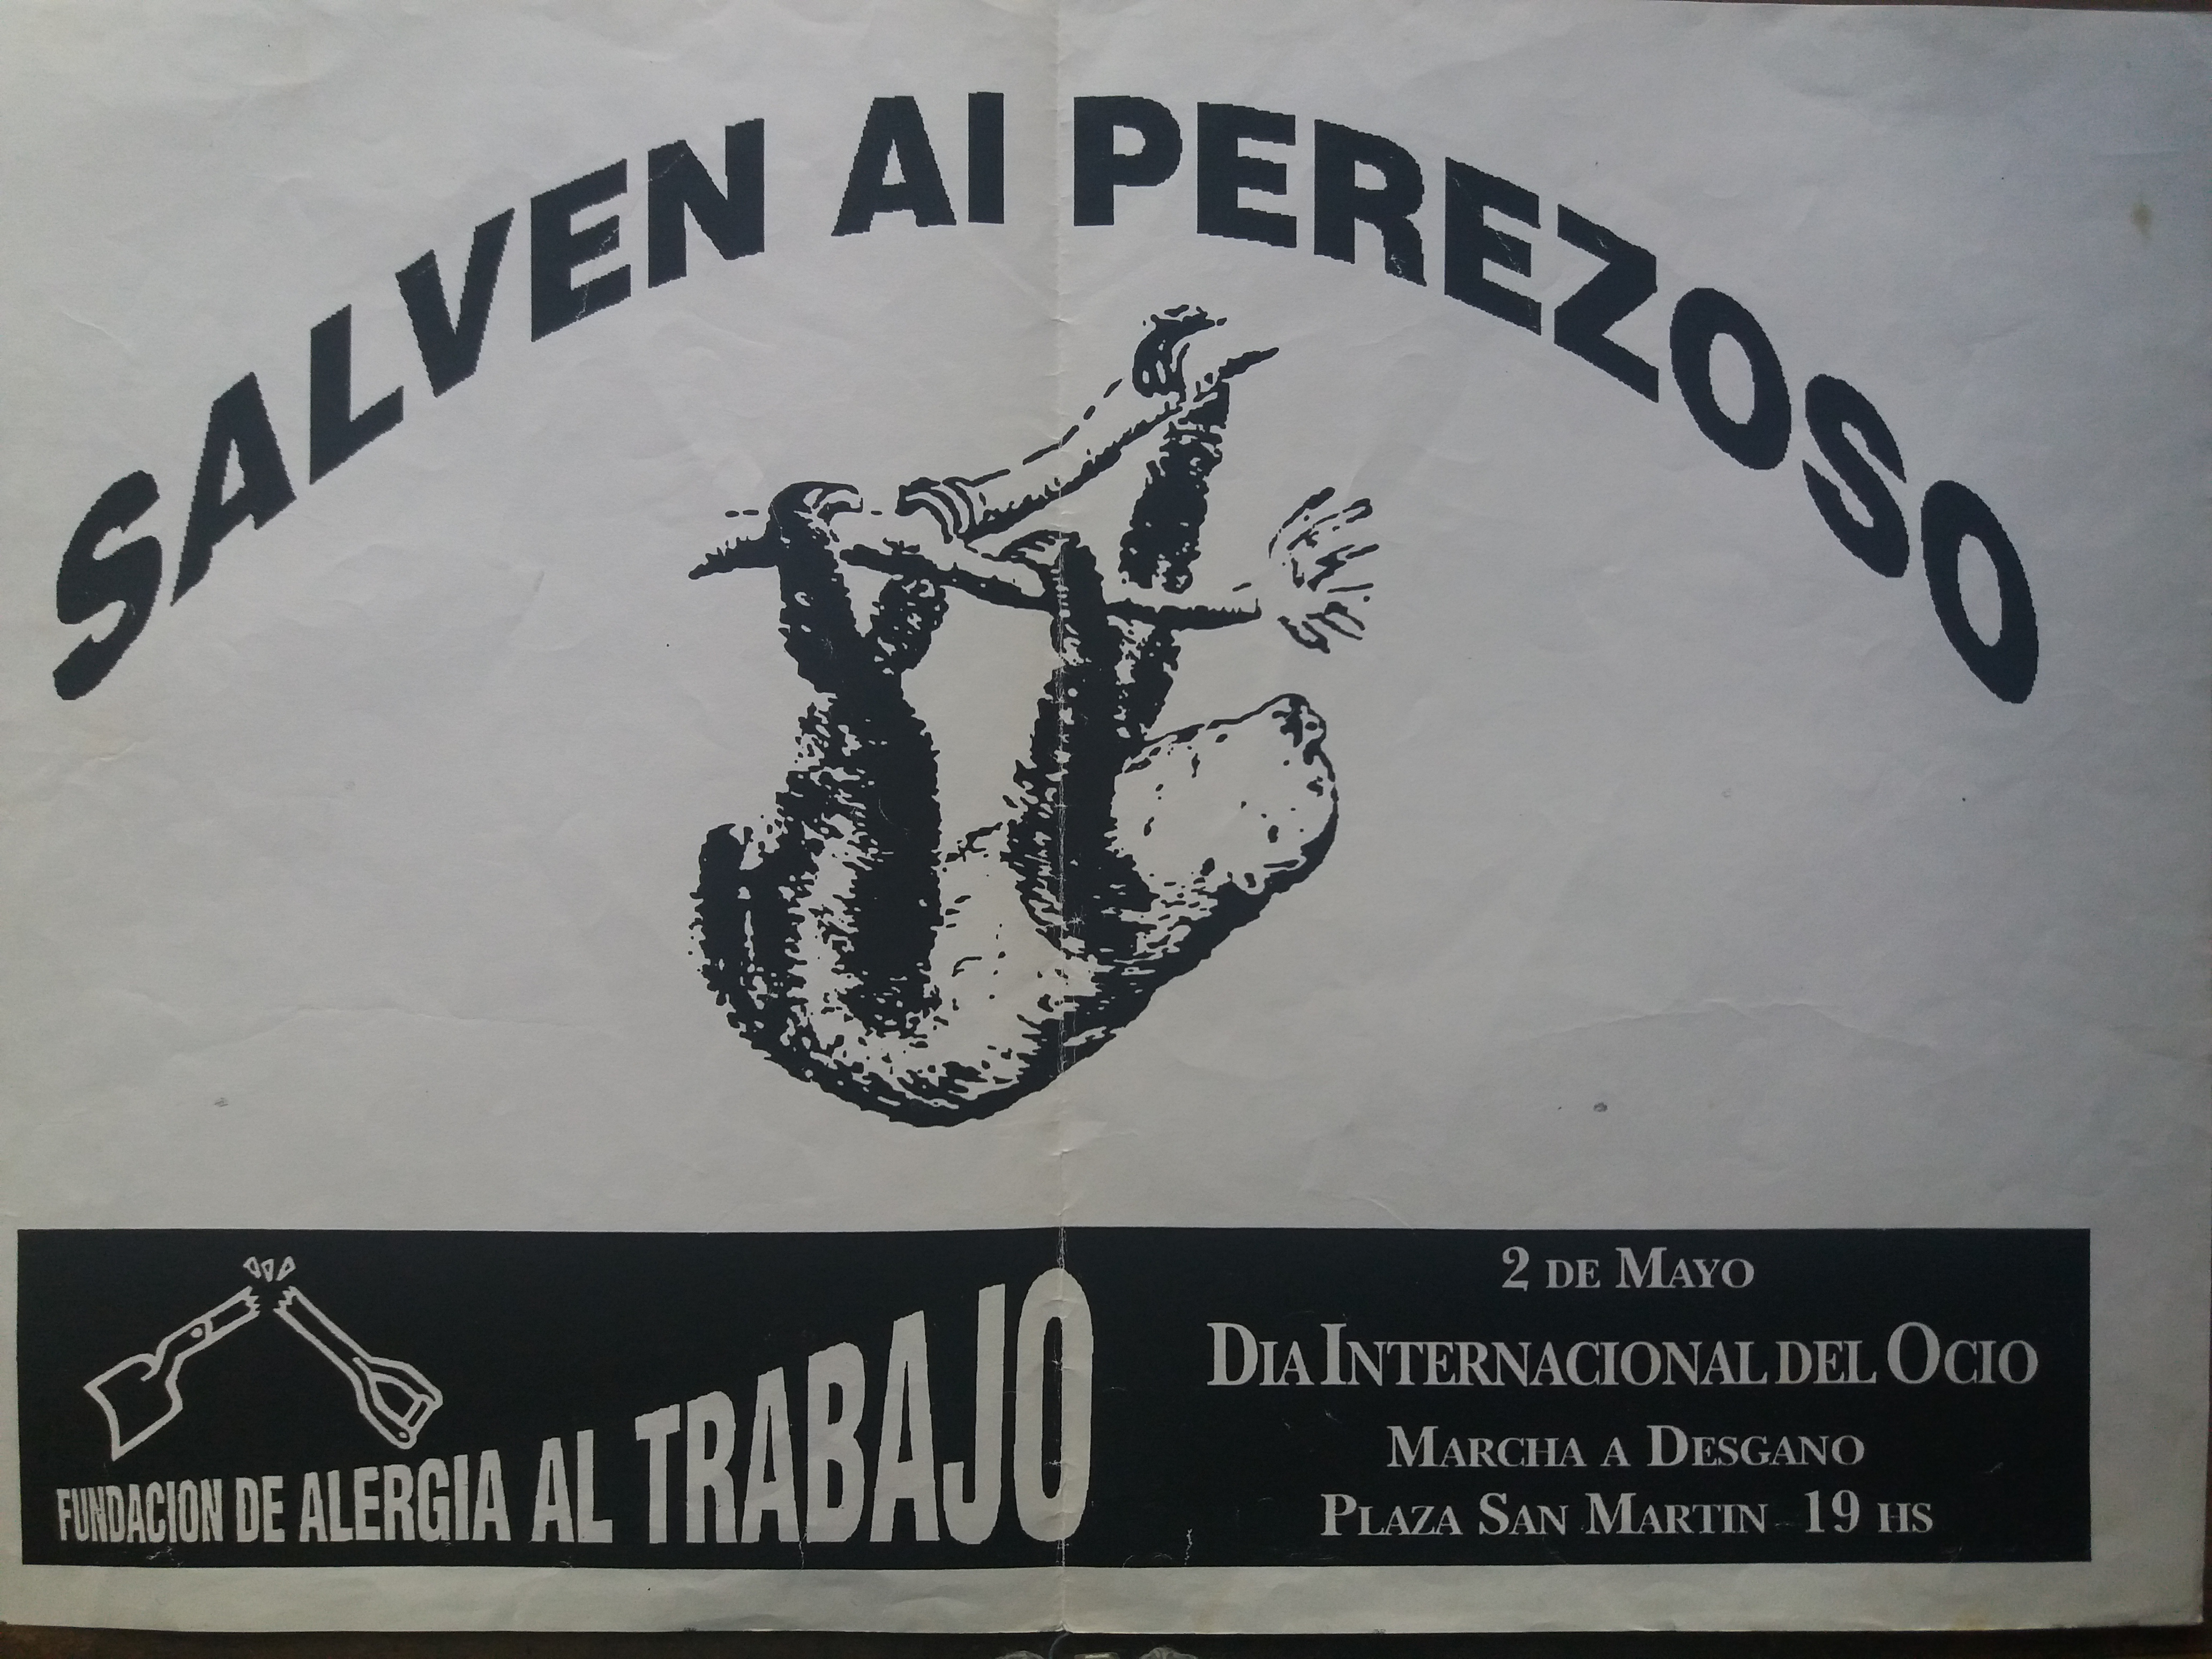 SALVEN AI PEREZOSO
FUNDACION DE ALERGIA AL TRABAJO
2 DE MAYO
DIA INTERNACIONAL DEL OCIO
MARCHA A DESGANO
PLAZA SAN MARTIN 19 HS